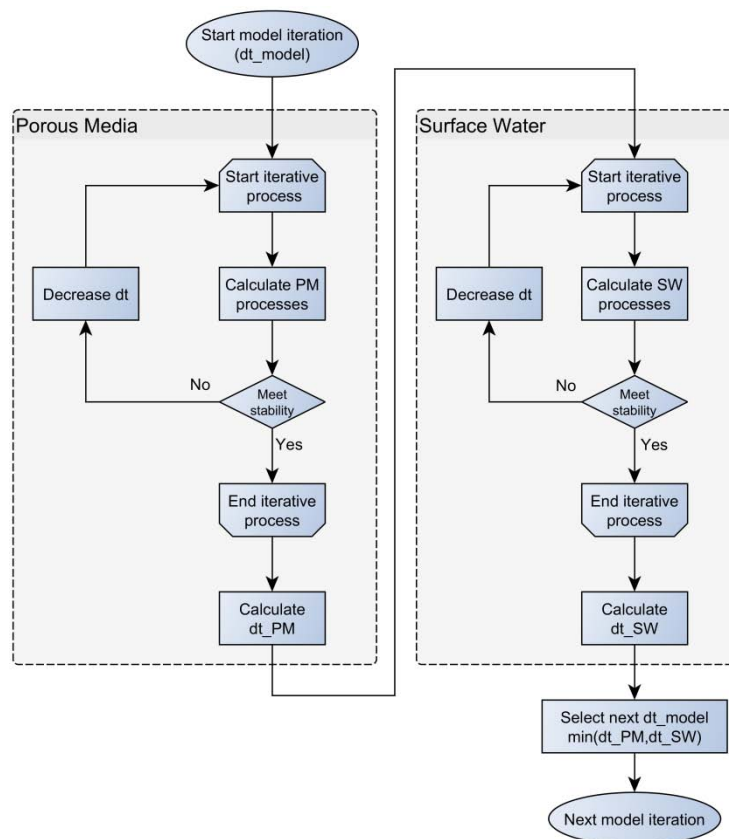 Start model iteration
(dt_model)
Porous Media
Start iterative
process
Decrease dt
Calculate PM
processes
No
Meet
stability
Yes
End iterative
process
Calculate
dt_PM
Surface Water
Start iterative
process
Decrease dt
Calculate SW
processes
No
Meet
stability
Yes
End iterative
process
Calculate
dt_SW
Select next dt_model
min(dt_PM,dt_SW)
Next model iteration